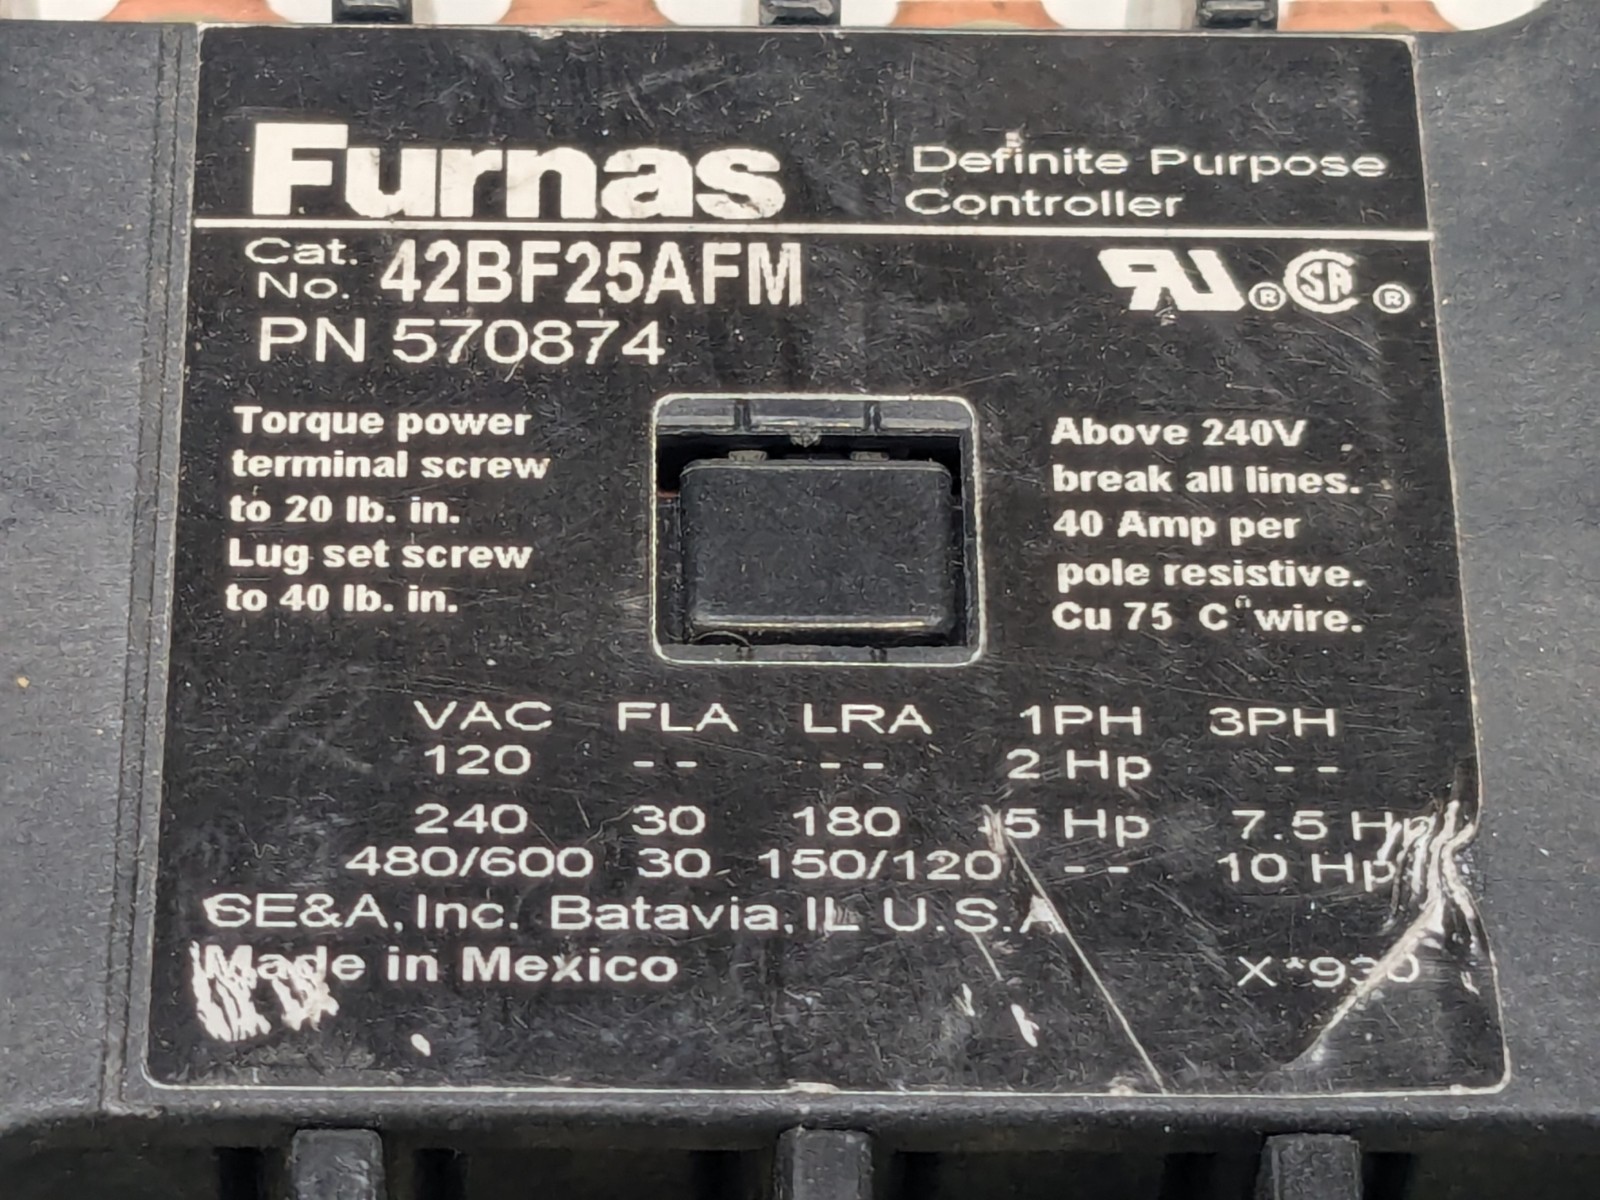 Furnas
Definite Purpose
Controller
Cat.
No. 42BF25AFM
PN 570874
Torque power
terminal screw
to 20 lb. in.
Lug set screw
to 40 lb. in.
Above 240V
break all lines.
40 Amp per
pole resistive.
Cu 75 C° wire.
VAC FLA LRA 1PH 3PH
120 -- -- 2 Hp --
240 30 180 5 Hp 7.5 Hp
480/600 30 150/120 -- 10 Hp
SE&A, Inc. Batavia, IL U.S.A
Made in Mexico
X*930